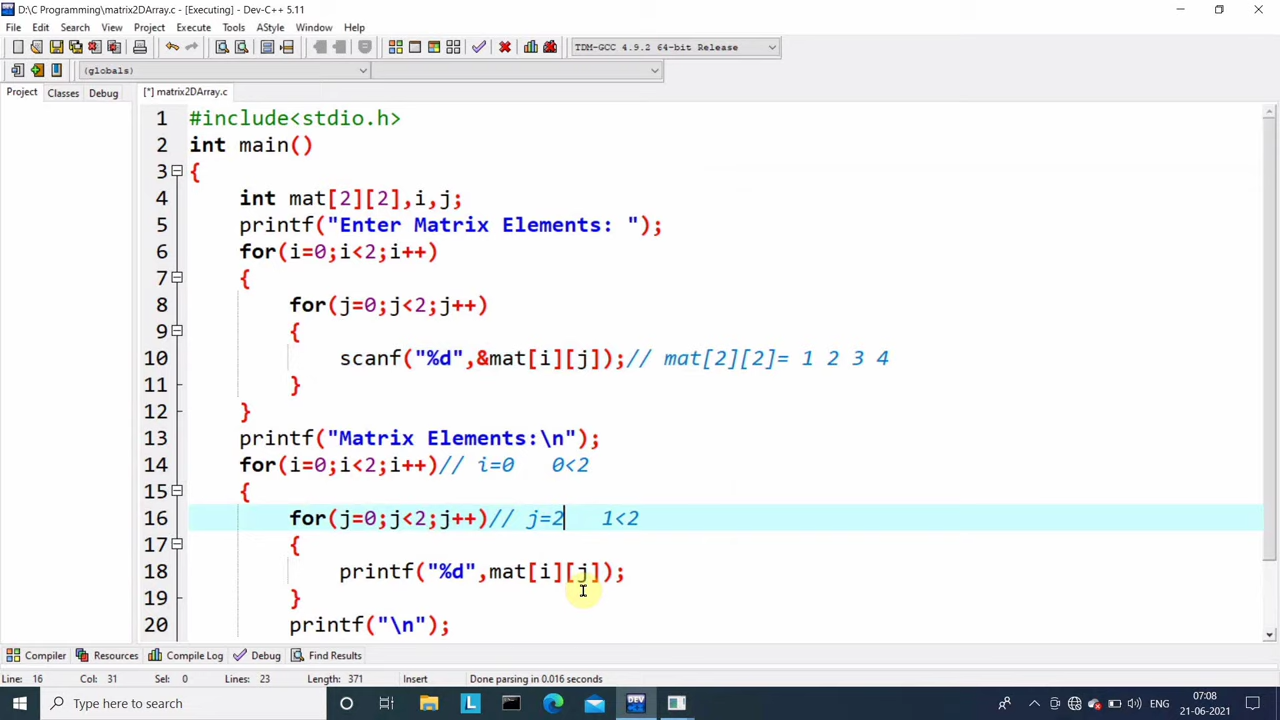 D:\C Programming\matrix2DArray.c - [Executing] - Dev-C++ 5.11
File Edit Search View Project Execute Tools AStyle Window Help
TDM-GCC 4.9.2 64-bit Release
(globals)
Project Classes Debug [*] matrix2DArray.c
1 #include<stdio.h>
2 int main()
3 {
4 int mat[2][2],i,j;
5 printf("Enter Matrix Elements: ");
6 for(i=0;i<2;i++)
7 {
8 for(j=0;j<2;j++)
9 {
10 scanf("%d",&mat[i][j]);// mat[2][2]= 1 2 3 4
11 }
12 }
13 printf("Matrix Elements:\n");
14 for(i=0;i<2;i++)// i=0 0<2
15 {
16 for(j=0;j<2;j++)// j=2 1<2
17 {
18 printf("%d",mat[i][j]);
19 }
20 printf("\n");
Compiler Resources Compile Log Debug Find Results
Line: 16 Col: 31 Sel: 0 Lines: 23 Length: 371 Insert Done parsing in 0.016 seconds
Type here to search
ENG
07:08
21-06-2021